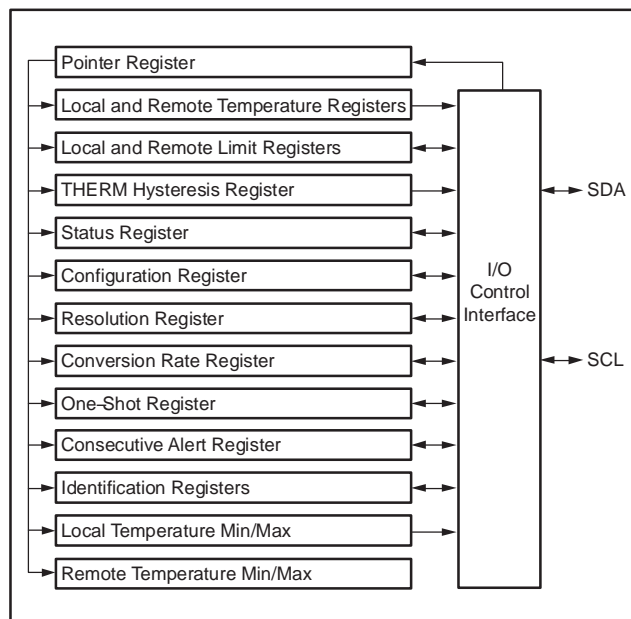 Pointer Register
Local and Remote Temperature Registers
Local and Remote Limit Registers
THERM Hysteresis Register
Status Register
Configuration Register
Resolution Register
Conversion Rate Register
One–Shot Register
Consecutive Alert Register
Identification Registers
Local Temperature Min/Max
Remote Temperature Min/Max
I/O
Control
Interface
SDA
SCL